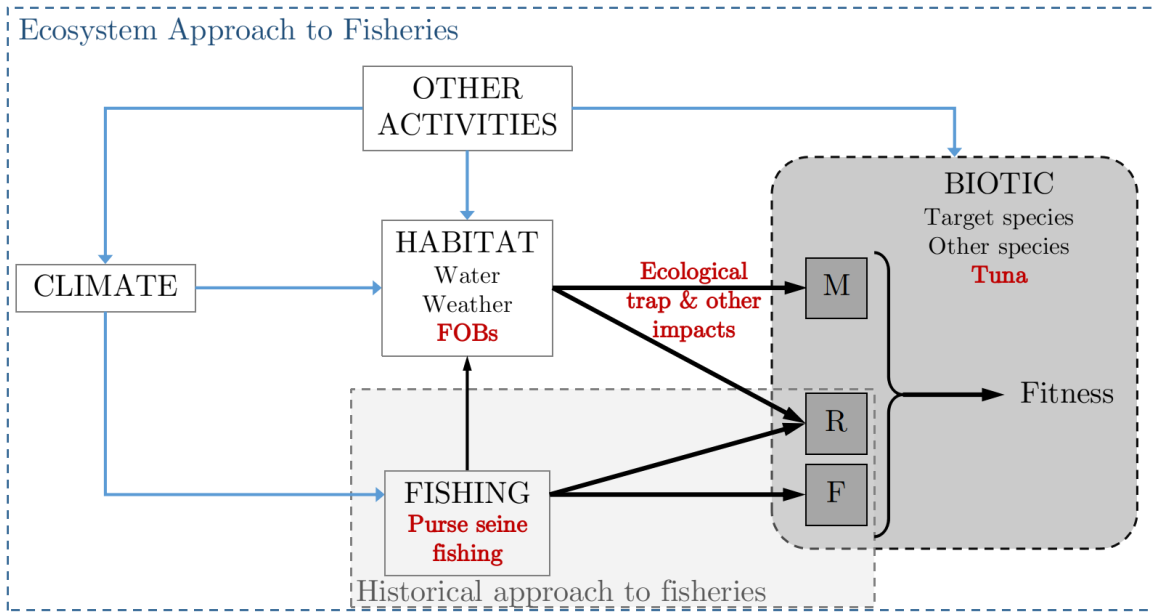 Ecosystem Approach to Fisheries
OTHER
ACTIVITIES
BIOTIC
Target species
Other species
Tuna
HABITAT
Water
Weather
FOBs
CLIMATE
Ecological
trap & other
impacts
M
R
Fitness
F
FISHING
Purse seine
fishing
Historical approach to fisheries